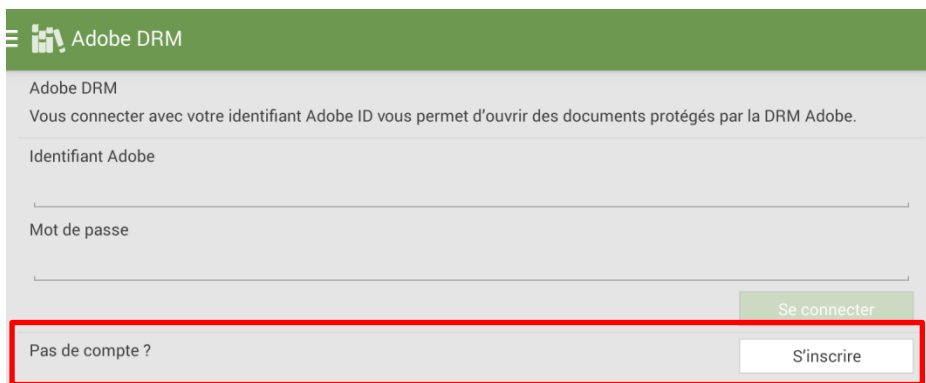 Adobe DRM
Adobe DRM
Vous connecter avec votre identifiant Adobe ID vous permet d'ouvrir des documents protégés par la DRM Adobe.
Identifiant Adobe
Mot de passe
Se connecter
Pas de compte ?
S'inscrire